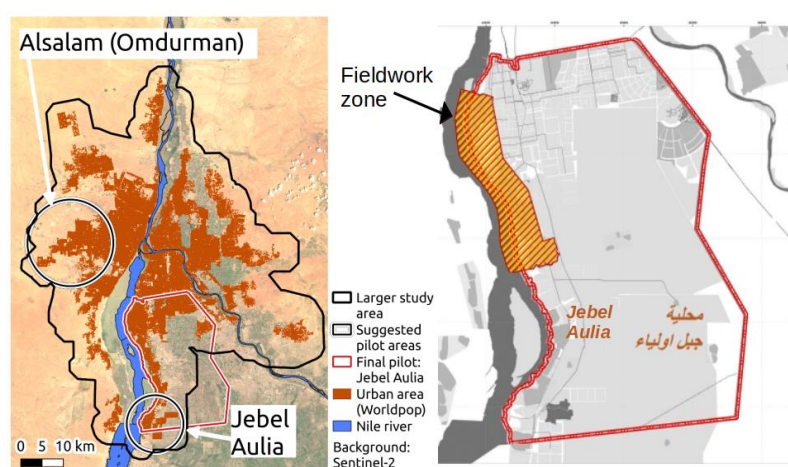 Alsalam (Omdurman)
Jebel
Aulia
0 5 10 km
Larger study
area
Suggested
pilot areas
Final pilot:
Jebel Aulia
Urban area
(Worldpop)
Nile river
Background:
Sentinel-2
Fieldwork
zone
Jebel
Aulia
محلية
جبل اولياء